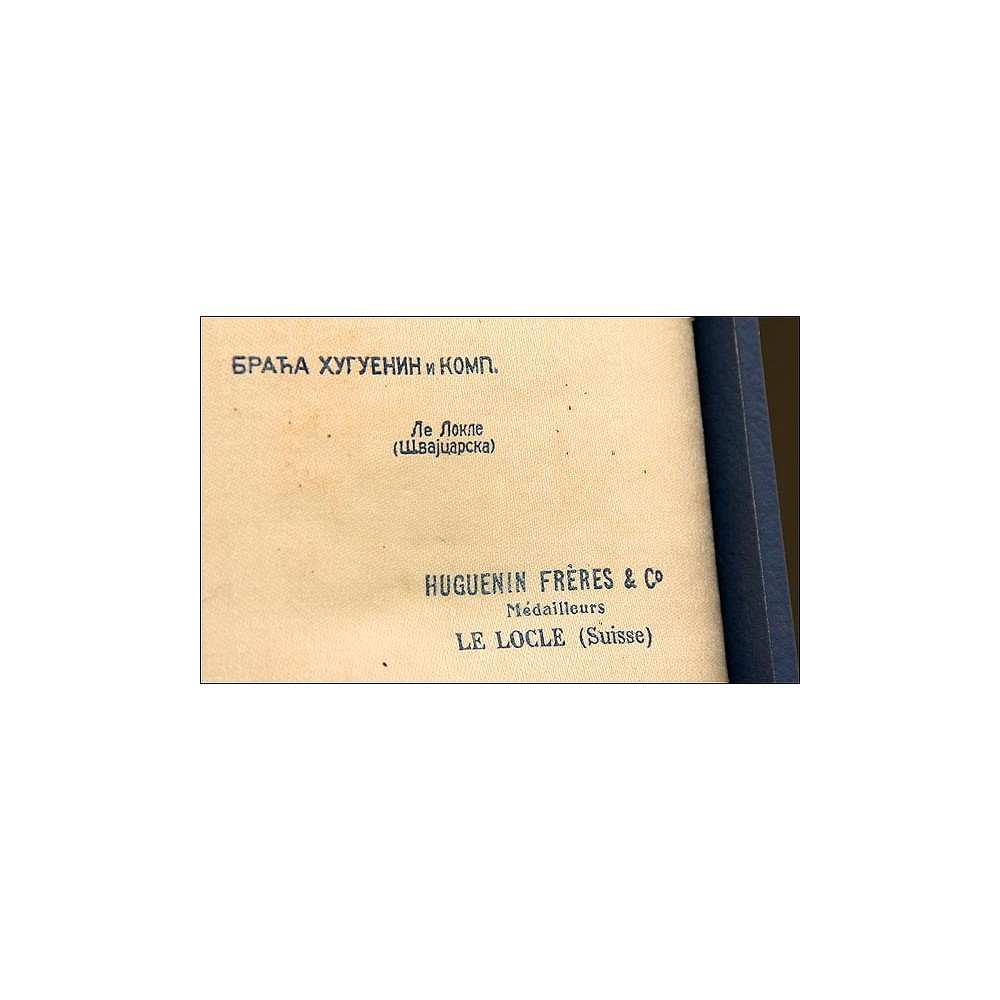 БРАЋА ХУГУЕНИН и КОМП.
Ле Локле
(Швајцарска)
HUGUENIN FRÈRES & Co
Médailleurs
LE LOCLE (Suisse)